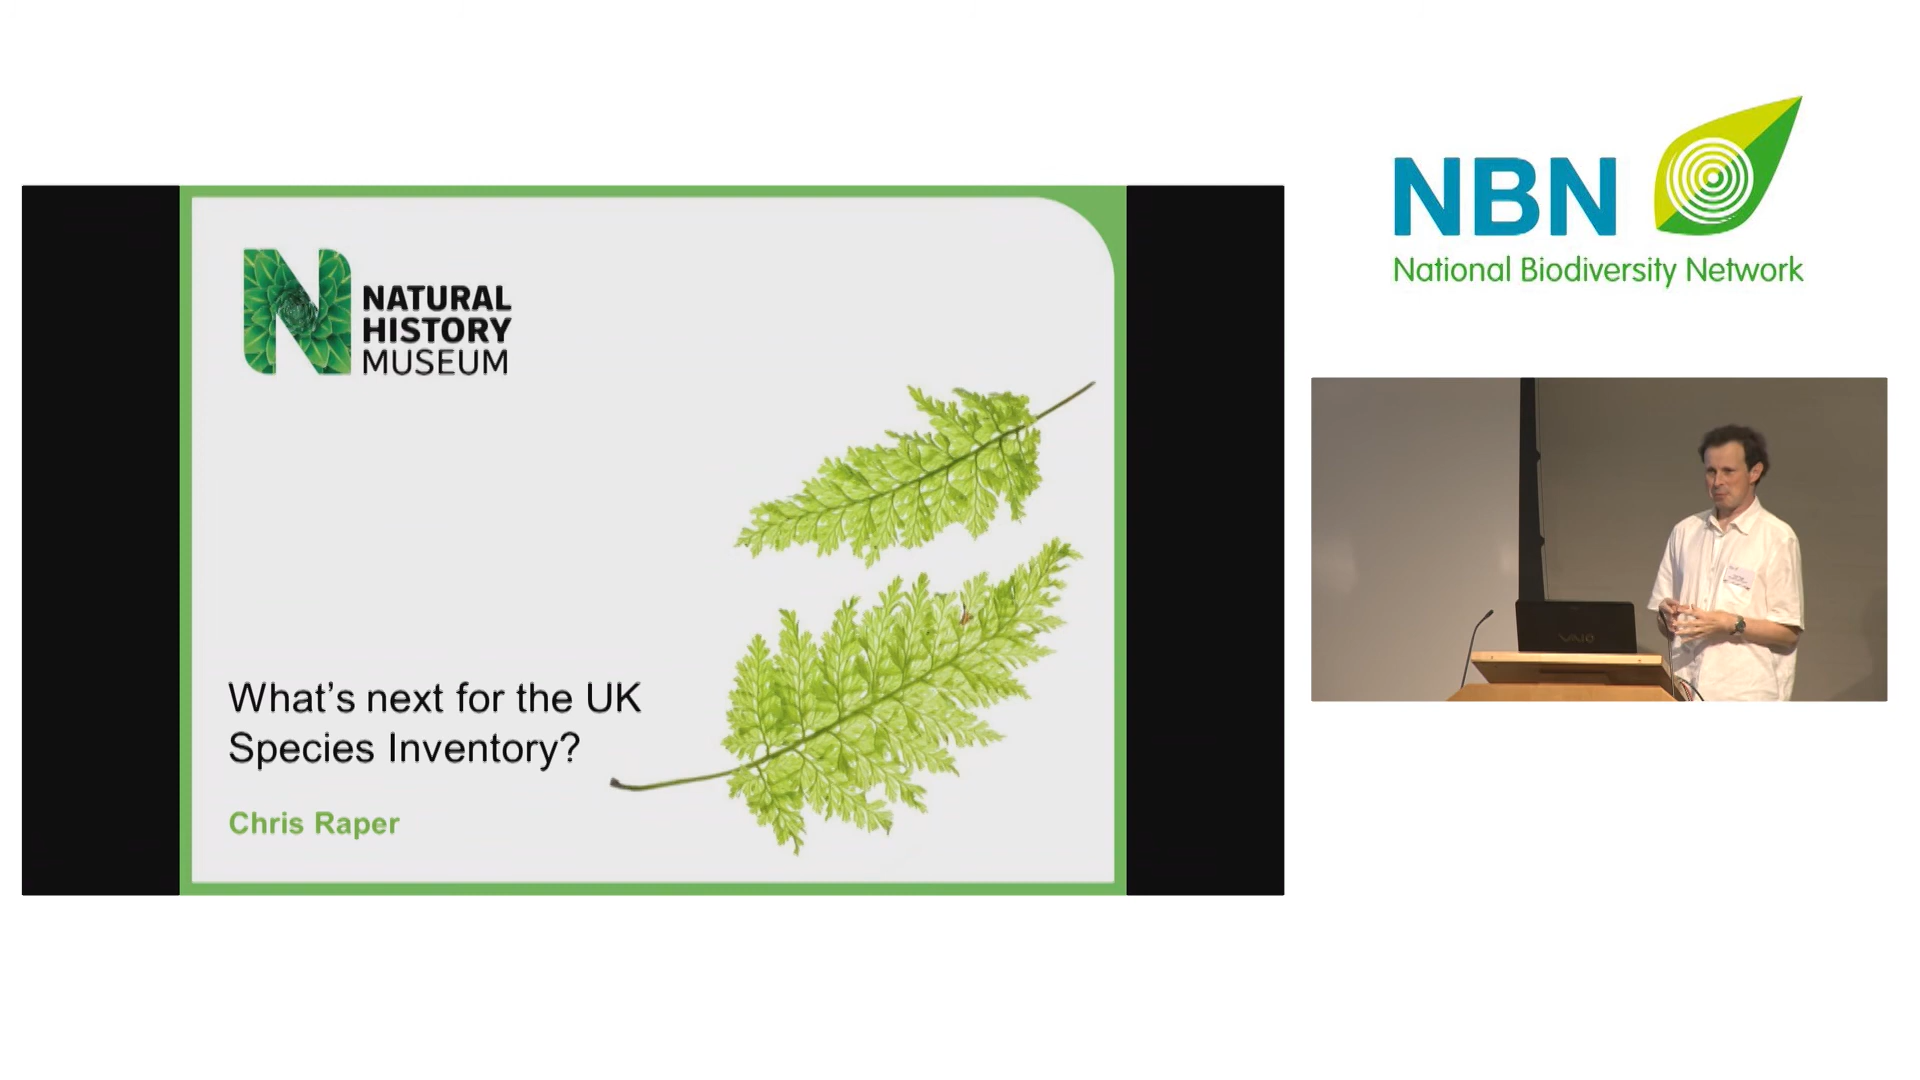 NATURAL
HISTORY
MUSEUM
What's next for the UK
Species Inventory?
Chris Raper
NBN
National Biodiversity Network
VAIO